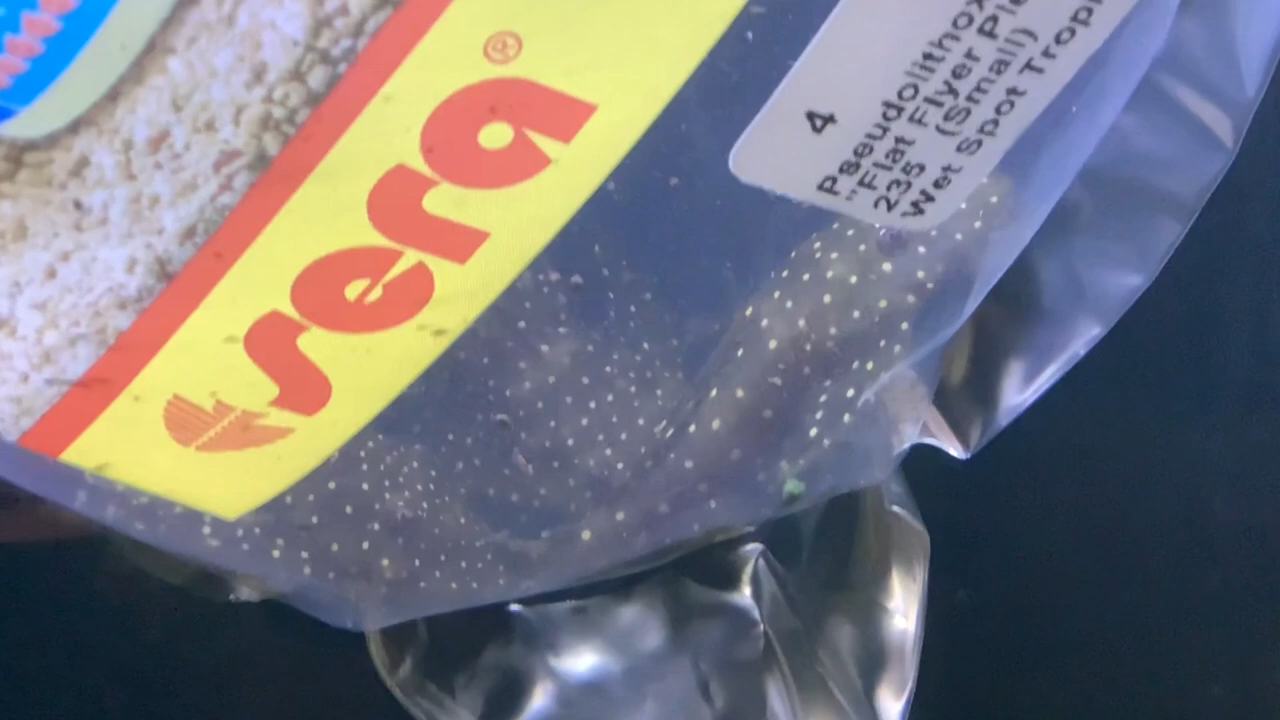 sera®
4
Pseudolithox
"Flat Flyer Ple
235 (Small)
Wet Spot Tropi